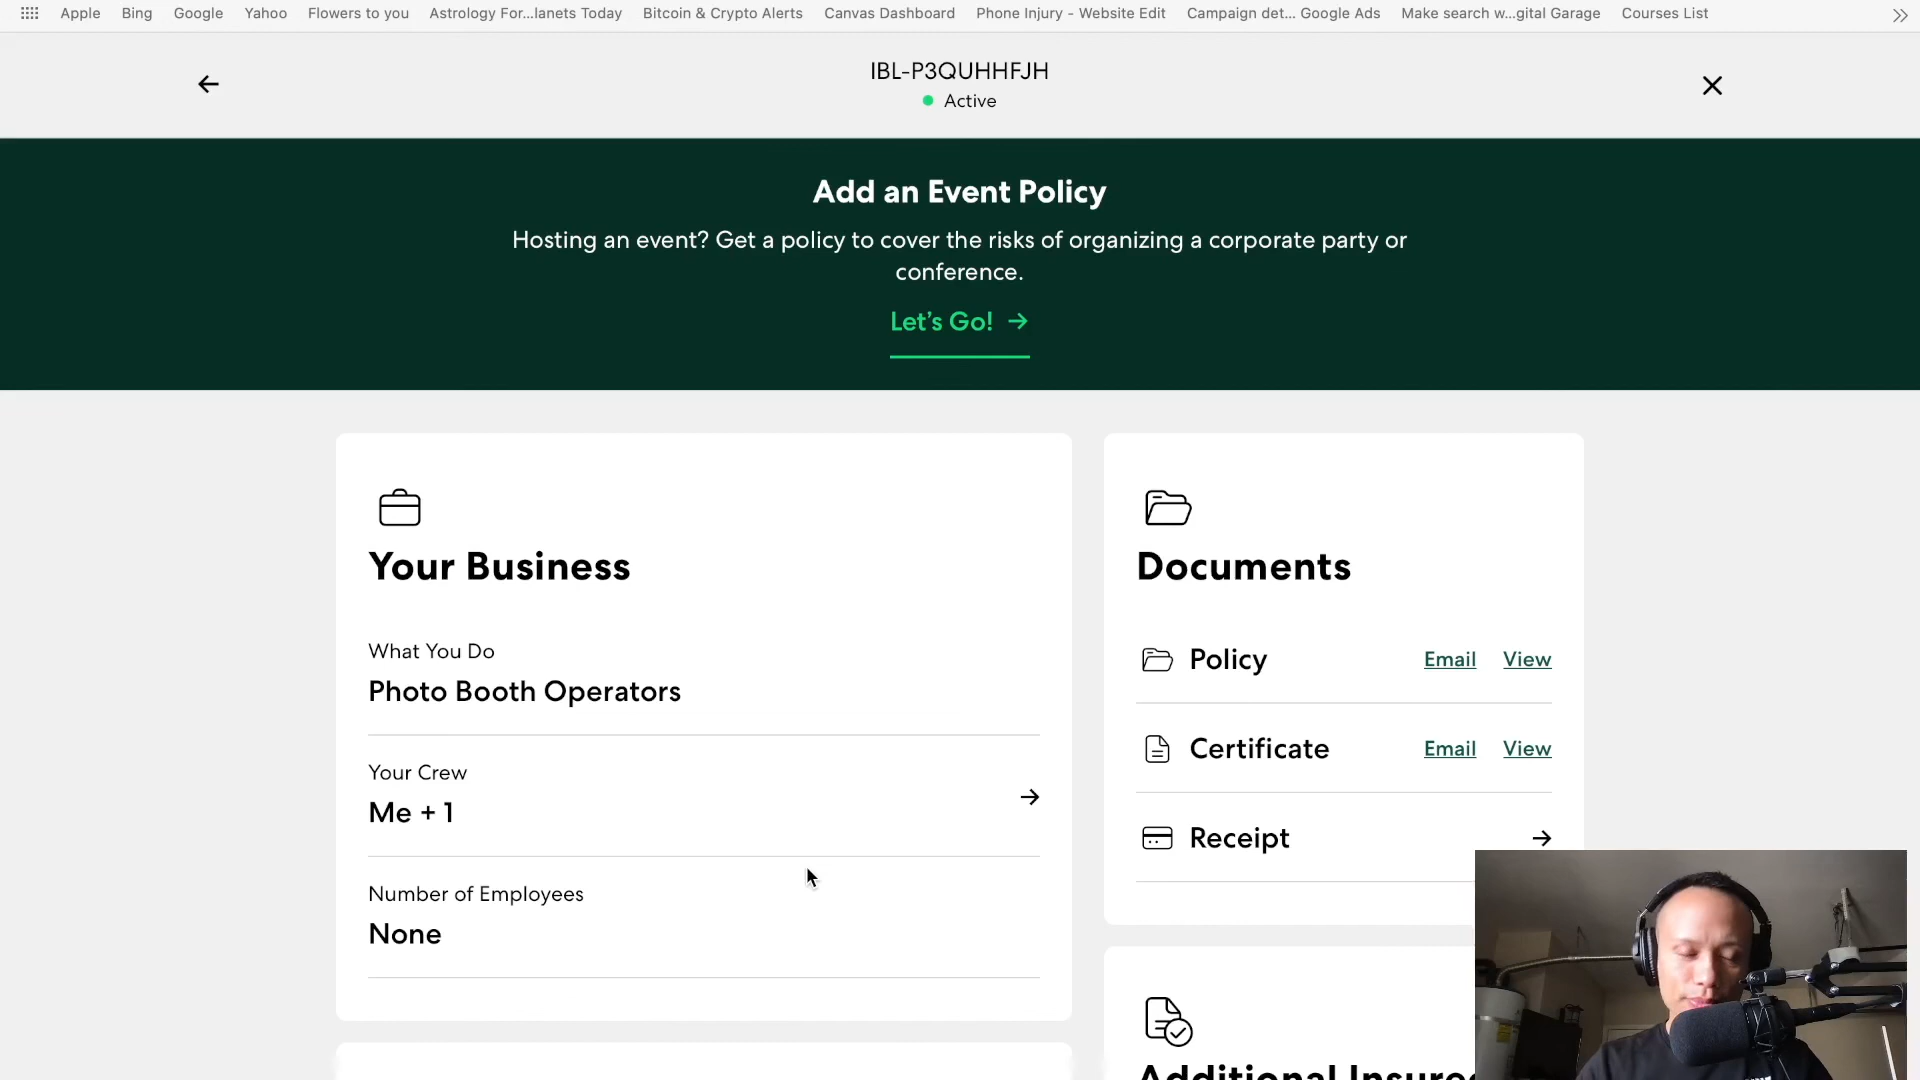 Apple Bing Google Yahoo Flowers to you Astrology For...lanets Today Bitcoin & Crypto Alerts Canvas Dashboard Phone Injury - Website Edit Campaign det... Google Ads Make search w...gital Garage Courses List
IBL-P3QUHHFJH
Active
Add an Event Policy
Hosting an event? Get a policy to cover the risks of organizing a corporate party or
conference.
Let's Go!
Your Business
What You Do
Photo Booth Operators
Your Crew
Me + 1
Number of Employees
None
Documents
Policy Email View
Certificate Email View
Receipt
Additional